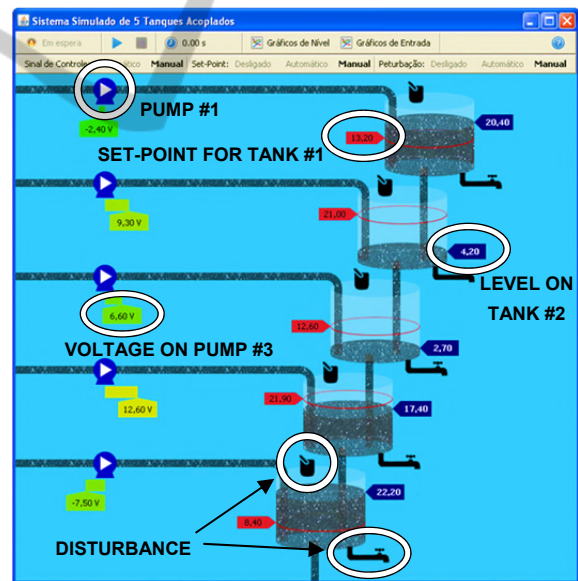 Sistema Simulado de 5 Tanques Acoplados
Em espera 0.00 s Gráficos de Nível Gráficos de Entrada
Sinal de Controle: Manual Set-Point: Desligado Automático Manual Peturbação: Desligado Automático Manual
PUMP #1
-2,40 V
13,20
20,40
SET-POINT FOR TANK #1
9,30 V
21,00
4,20
LEVEL ON
TANK #2
6,60 V
12,60
2,70
VOLTAGE ON PUMP #3
12,60 V
21,90
17,40
-7,50 V
22,20
8,40
DISTURBANCE